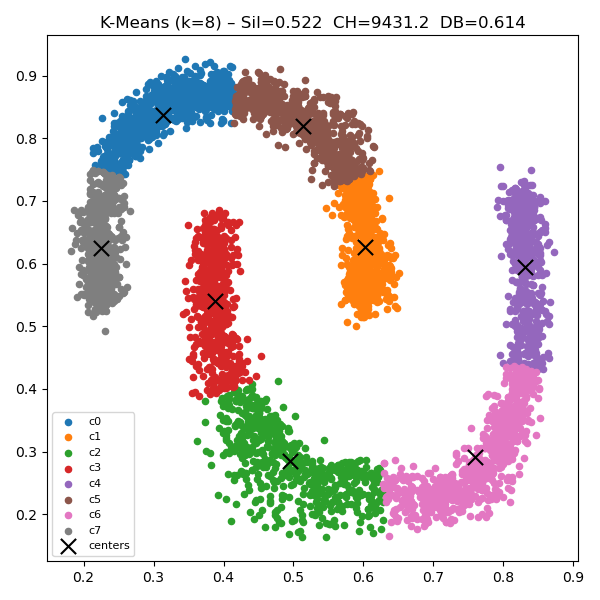 K-Means (k=8) – Sil=0.522  CH=9431.2  DB=0.614
0.9
0.8
0.7
0.6
0.5
0.4
0.3
0.2
c0
c1
c2
c3
c4
c5
c6
c7
centers
0.2 0.3 0.4 0.5 0.6 0.7 0.8 0.9